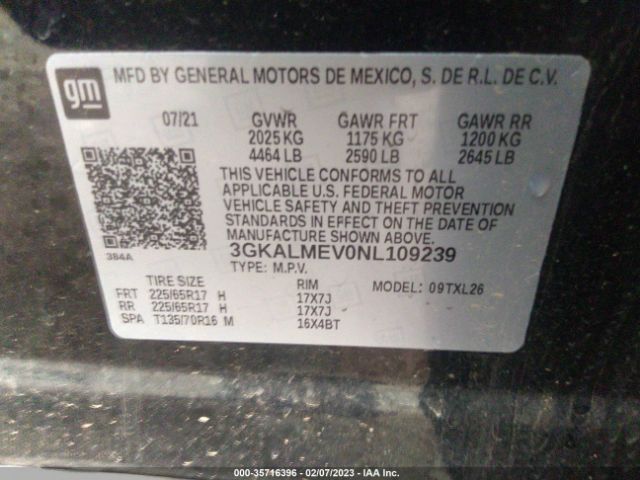 gm
MFD BY GENERAL MOTORS DE MEXICO, S. DE R.L. DE C.V.
07/21 GVWR GAWR FRT GAWR RR
2025 KG 1175 KG 1200 KG
4464 LB 2590 LB 2645 LB
THIS VEHICLE CONFORMS TO ALL
APPLICABLE U.S. FEDERAL MOTOR
VEHICLE SAFETY AND THEFT PREVENTION
STANDARDS IN EFFECT ON THE DATE OF
MANUFACTURE SHOWN ABOVE.
384A
3GKALMEV0NL109239
TYPE: M.P.V.
TIRE SIZE RIM MODEL: 09TXL26
FRT 225/65R17 H 17X7J
RR 225/65R17 H 17X7J
SPA T135/70R16 M 16X4BT
000-35716396 — 02/07/2023 — IAA Inc.